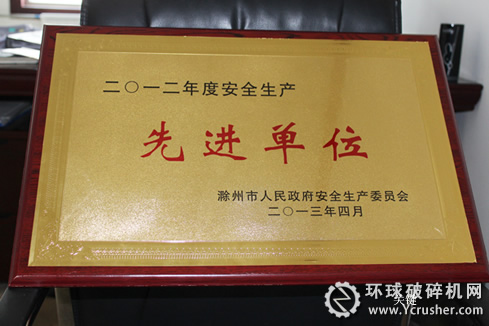 二〇一二年度安全生产
先进单位
滁州市人民政府安全生产委员会
二〇一三年四月
环球破碎机网
www.Ycrusher.com